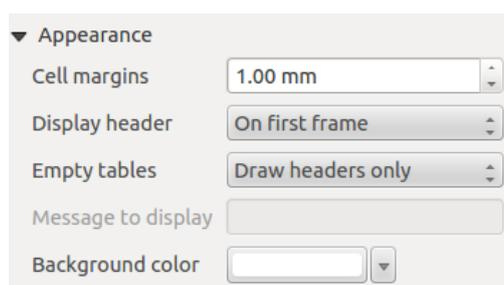 Appearance
Cell margins 1.00 mm
Display header On first frame
Empty tables Draw headers only
Message to display
Background color